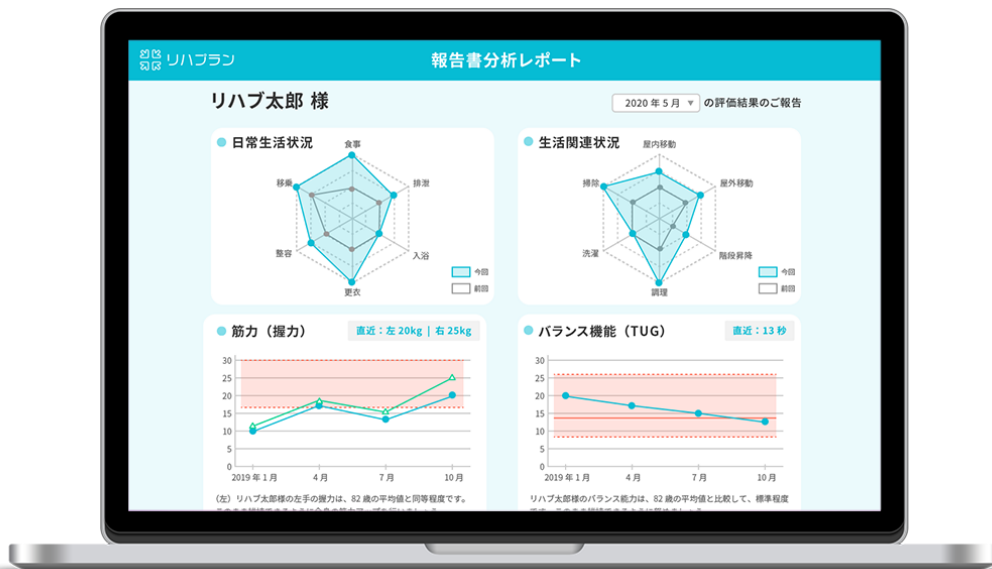 リハプラン
報告書分析レポート
リハブ太郎 様
2020 年 5 月 ▼ の評価結果のご報告
日常生活状況
食事
移乗
排泄
整容
入浴
更衣
今回
前回
生活関連状況
屋内移動
掃除
屋外移動
洗濯
階段昇降
調理
今回
前回
筋力（握力）
直近：左 20kg | 右 25kg
30
25
20
15
10
5
0
2019 年 1 月 4 月 7 月 10 月
（左）リハブ太郎様の左手の握力は、82 歳の平均値と同等程度です。
バランス機能（TUG）
直近：13 秒
30
25
20
15
10
5
0
2019 年 1 月 4 月 7 月 10 月
リハブ太郎様のバランス能力は、82 歳の平均値と比較して、標準程度